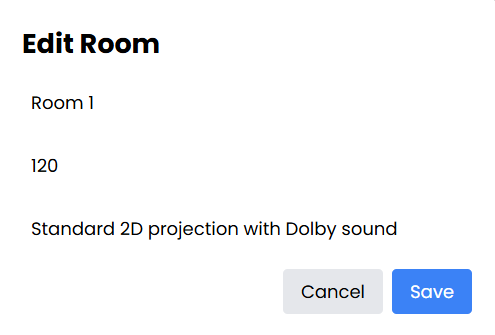 Edit Room
Room 1
120
Standard 2D projection with Dolby sound
Cancel Save